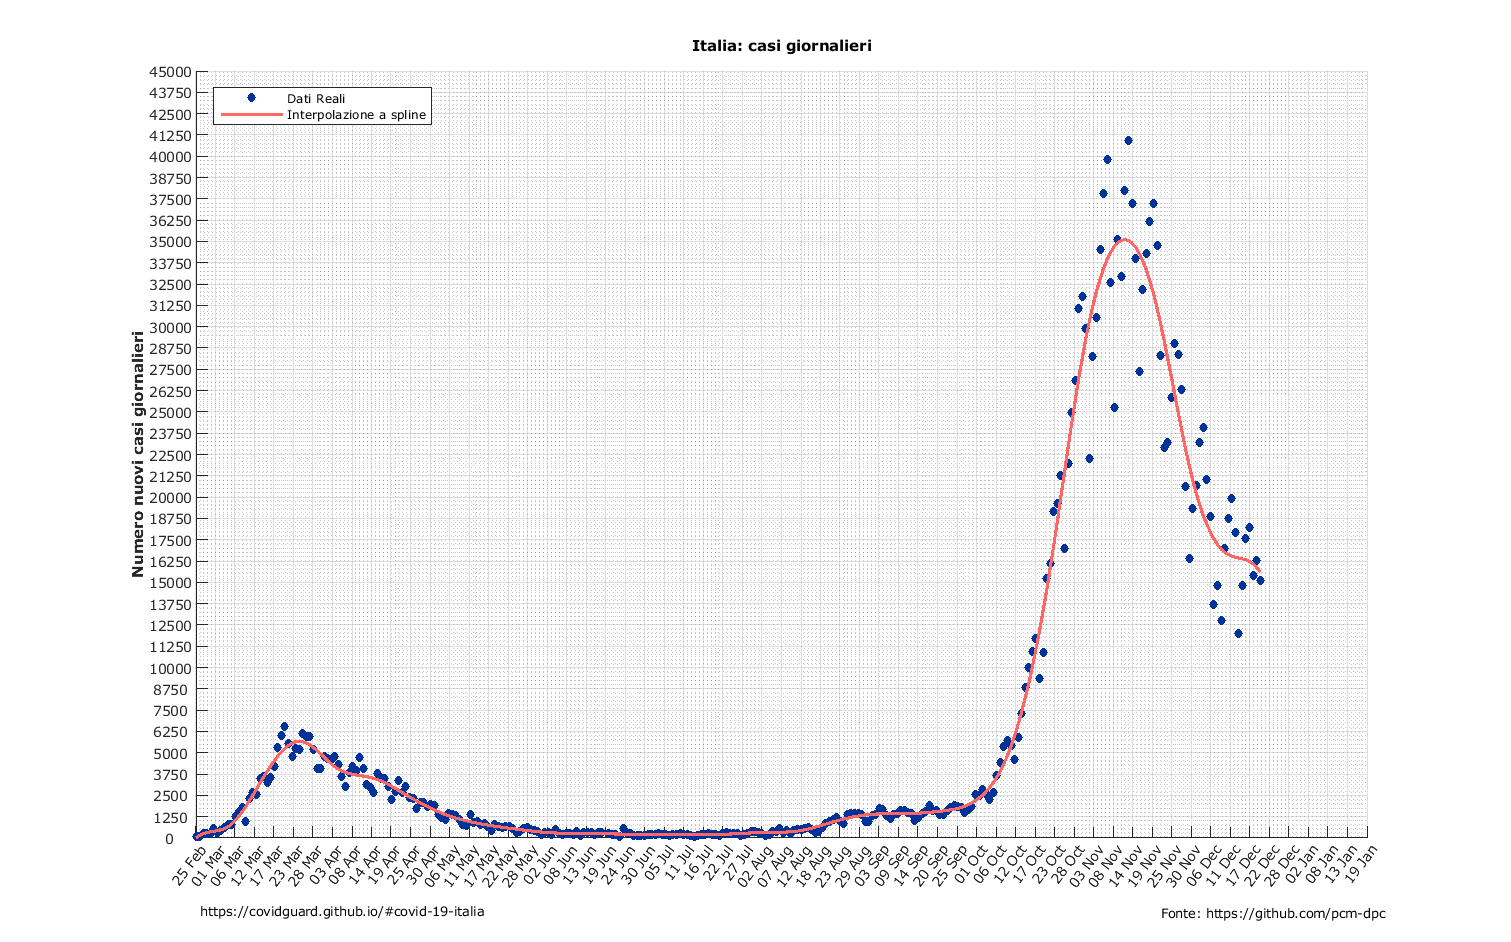 Italia: casi giornalieri
Dati Reali
Interpolazione a spline
Numero nuovi casi giornalieri
45000
43750
42500
41250
40000
38750
37500
36250
35000
33750
32500
31250
30000
28750
27500
26250
25000
23750
22500
21250
20000
18750
17500
16250
15000
13750
12500
11250
10000
8750
7500
6250
5000
3750
2500
1250
0
25 Feb
01 Mar
06 Mar
12 Mar
17 Mar
23 Mar
28 Mar
03 Apr
08 Apr
14 Apr
19 Apr
25 Apr
30 Apr
06 May
11 May
17 May
22 May
28 May
02 Jun
08 Jun
13 Jun
19 Jun
24 Jun
30 Jun
05 Jul
11 Jul
16 Jul
22 Jul
27 Jul
02 Aug
07 Aug
12 Aug
18 Aug
23 Aug
29 Aug
03 Sep
09 Sep
14 Sep
20 Sep
25 Sep
01 Oct
06 Oct
12 Oct
17 Oct
23 Oct
28 Oct
03 Nov
08 Nov
14 Nov
19 Nov
25 Nov
30 Nov
06 Dec
11 Dec
17 Dec
22 Dec
28 Dec
02 Jan
08 Jan
13 Jan
19 Jan
https://covidguard.github.io/#covid-19-italia
Fonte: https://github.com/pcm-dpc